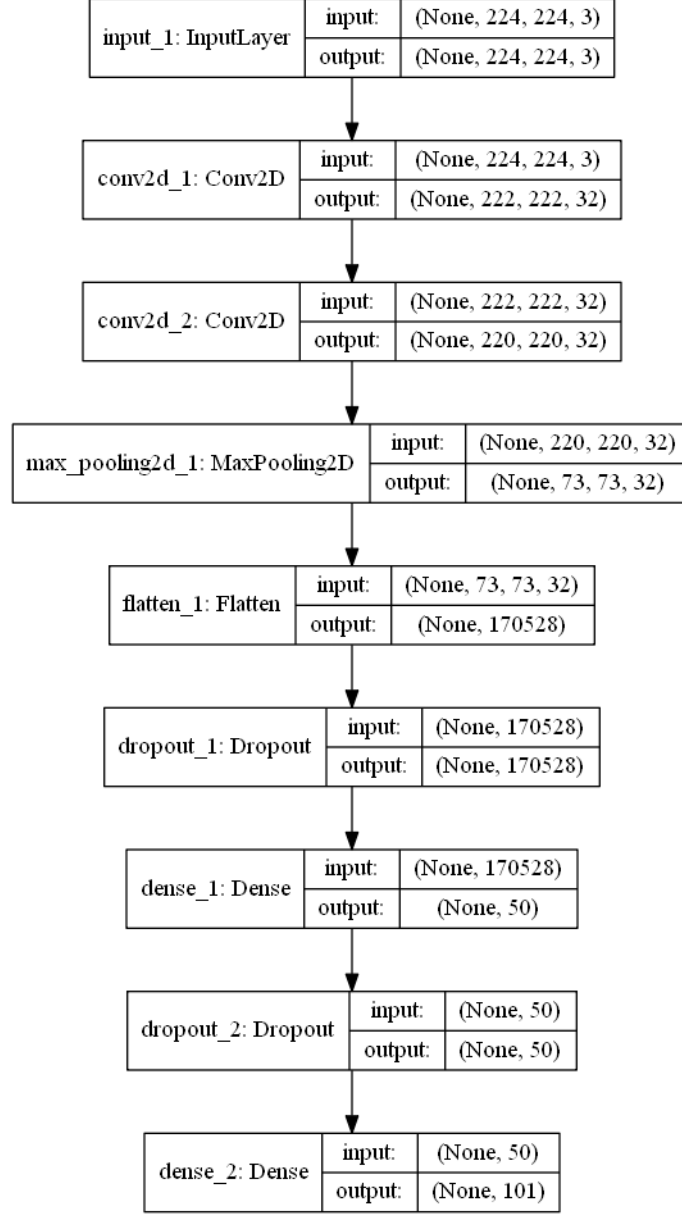 input_1: InputLayer
input: (None, 224, 224, 3)
output: (None, 224, 224, 3)
conv2d_1: Conv2D
input: (None, 224, 224, 3)
output: (None, 222, 222, 32)
conv2d_2: Conv2D
input: (None, 222, 222, 32)
output: (None, 220, 220, 32)
max_pooling2d_1: MaxPooling2D
input: (None, 220, 220, 32)
output: (None, 73, 73, 32)
flatten_1: Flatten
input: (None, 73, 73, 32)
output: (None, 170528)
dropout_1: Dropout
input: (None, 170528)
output: (None, 170528)
dense_1: Dense
input: (None, 170528)
output: (None, 50)
dropout_2: Dropout
input: (None, 50)
output: (None, 50)
dense_2: Dense
input: (None, 50)
output: (None, 101)